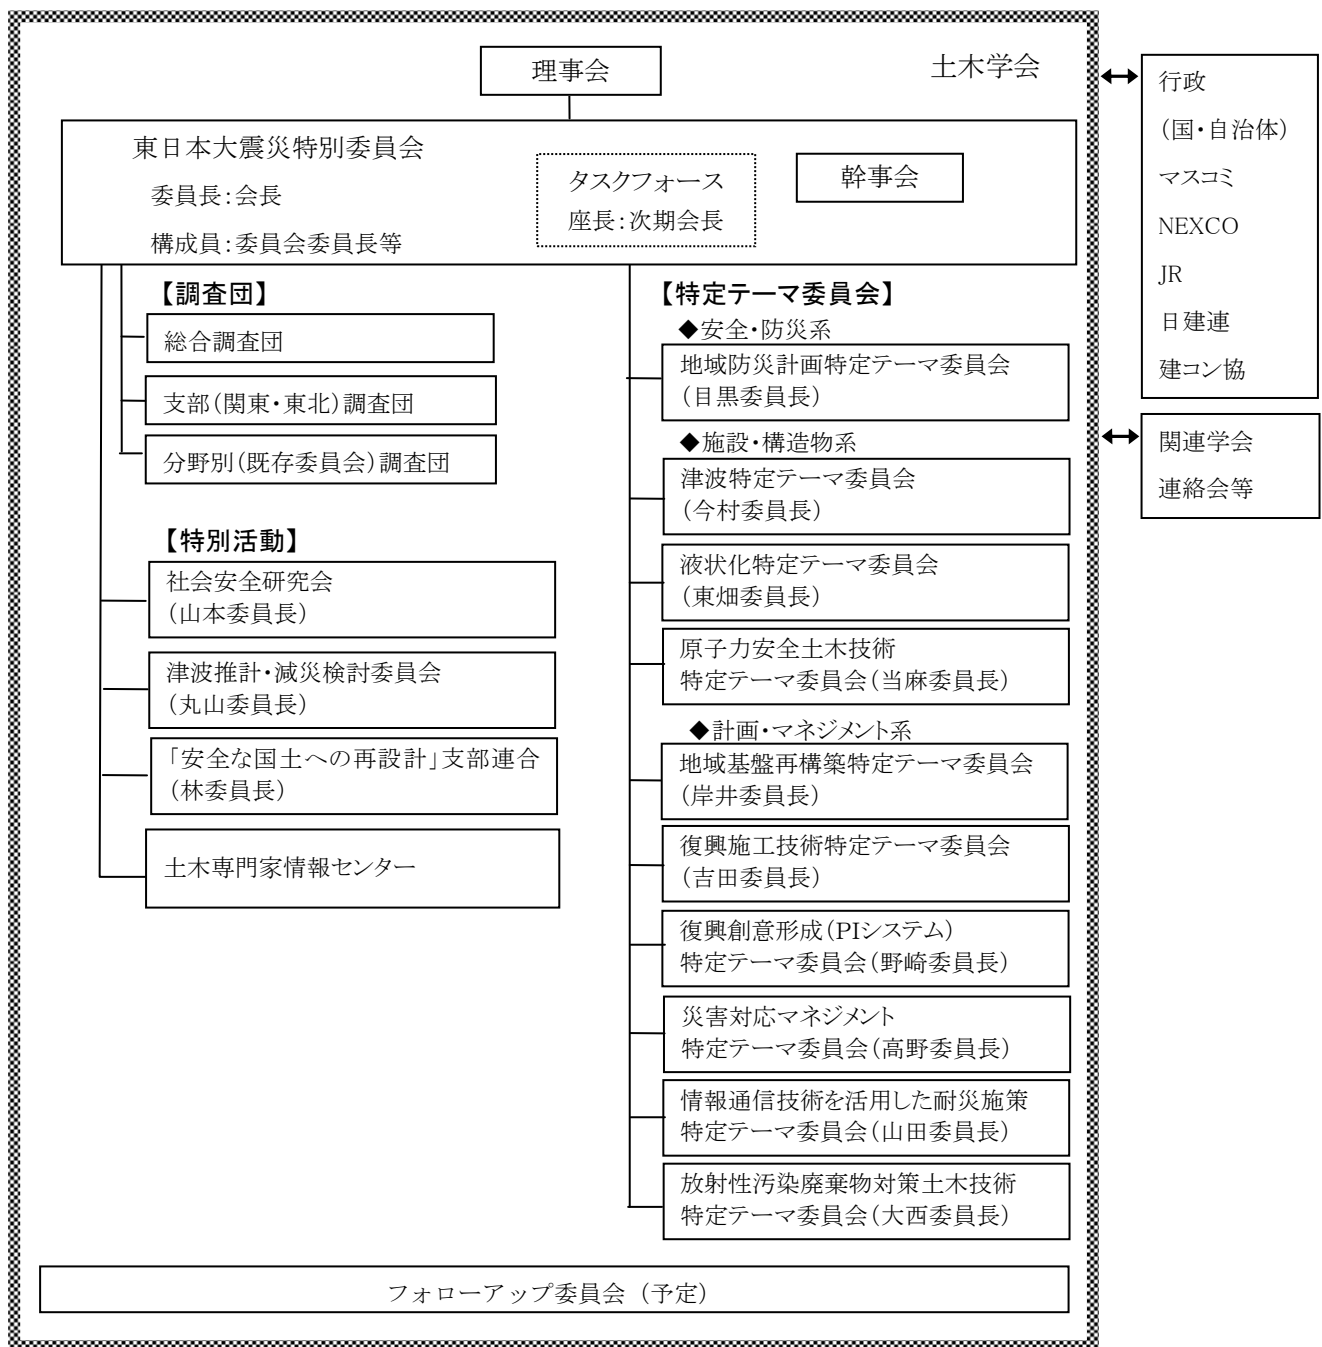 理事会
土木学会
東日本大震災特別委員会
委員長:会長
構成員:委員会委員長等
タスクフォース
座長:次期会長
幹事会
【調査団】
総合調査団
支部(関東・東北)調査団
分野別(既存委員会)調査団
【特別活動】
社会安全研究会
(山本委員長)
津波推計・減災検討委員会
(丸山委員長)
「安全な国土への再設計」支部連合
(林委員長)
土木専門家情報センター
【特定テーマ委員会】
◆安全・防災系
地域防災計画特定テーマ委員会
(目黒委員長)
◆施設・構造物系
津波特定テーマ委員会
(今村委員長)
液状化特定テーマ委員会
(東畑委員長)
原子力安全土木技術
特定テーマ委員会(当麻委員長)
◆計画・マネジメント系
地域基盤再構築特定テーマ委員会
(岸井委員長)
復興施工技術特定テーマ委員会
(吉田委員長)
復興創意形成(PIシステム)
特定テーマ委員会(野崎委員長)
災害対応マネジメント
特定テーマ委員会(高野委員長)
情報通信技術を活用した耐災施策
特定テーマ委員会(山田委員長)
放射性汚染廃棄物対策土木技術
特定テーマ委員会(大西委員長)
フォローアップ委員会 (予定)
行政
(国・自治体)
マスコミ
NEXCO
JR
日建連
建コン協
関連学会
連絡会等